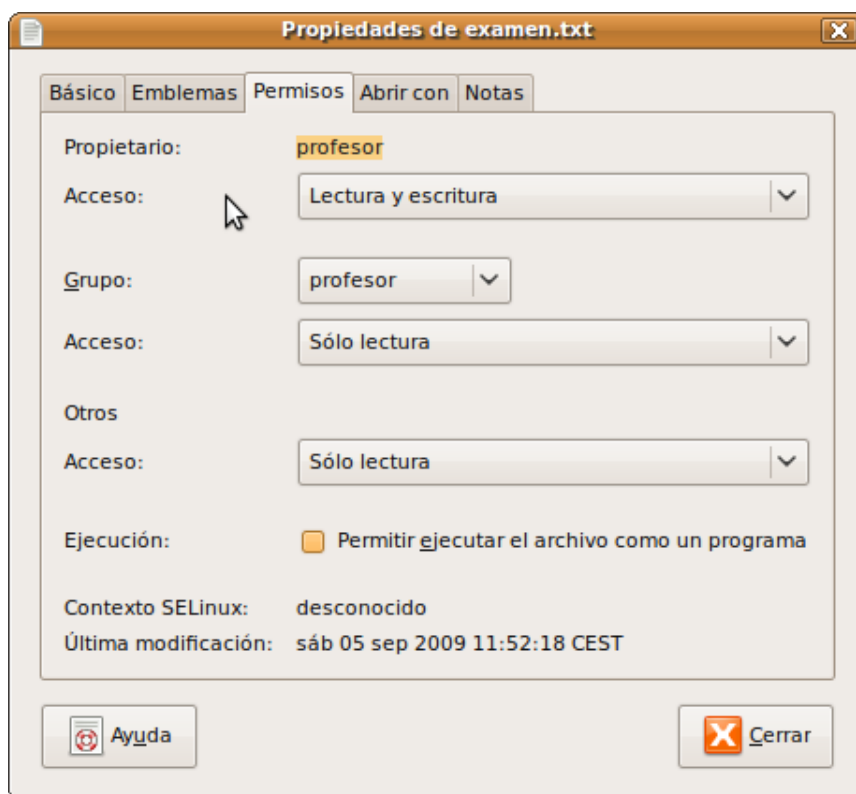 Propiedades de examen.txt
Básico Emblemas Permisos Abrir con Notas
Propietario: profesor
Acceso: Lectura y escritura
Grupo: profesor
Acceso: Sólo lectura
Otros
Acceso: Sólo lectura
Ejecución: Permitir ejecutar el archivo como un programa
Contexto SELinux: desconocido
Última modificación: sáb 05 sep 2009 11:52:18 CEST
Ayuda Cerrar